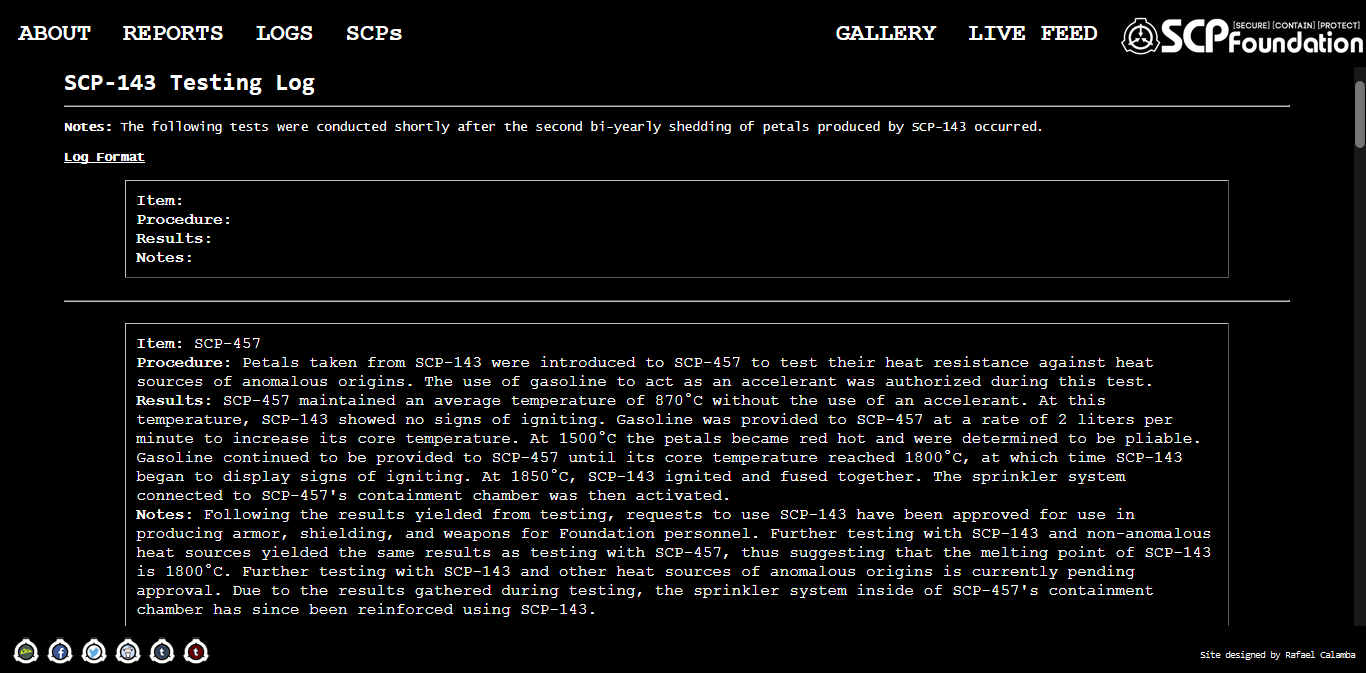 ABOUT REPORTS LOGS SCPs GALLERY LIVE FEED
[SECURE] [CONTAIN] [PROTECT]
SCP Foundation
SCP-143 Testing Log
Notes: The following tests were conducted shortly after the second bi-yearly shedding of petals produced by SCP-143 occurred.
Log Format
Item:
Procedure:
Results:
Notes:
Item: SCP-457
Procedure: Petals taken from SCP-143 were introduced to SCP-457 to test their heat resistance against heat
sources of anomalous origins. The use of gasoline to act as an accelerant was authorized during this test.
Results: SCP-457 maintained an average temperature of 870°C without the use of an accelerant. At this
temperature, SCP-143 showed no signs of igniting. Gasoline was provided to SCP-457 at a rate of 2 liters per
minute to increase its core temperature. At 1500°C the petals became red hot and were determined to be pliable.
Gasoline continued to be provided to SCP-457 until its core temperature reached 1800°C, at which time SCP-143
began to display signs of igniting. At 1850°C, SCP-143 ignited and fused together. The sprinkler system
connected to SCP-457's containment chamber was then activated.
Notes: Following the results yielded from testing, requests to use SCP-143 have been approved for use in
producing armor, shielding, and weapons for Foundation personnel. Further testing with SCP-143 and non-anomalous
heat sources yielded the same results as testing with SCP-457, thus suggesting that the melting point of SCP-143
is 1800°C. Further testing with SCP-143 and other heat sources of anomalous origins is currently pending
approval. Due to the results gathered during testing, the sprinkler system inside of SCP-457's containment
chamber has since been reinforced using SCP-143.
Site designed by Rafael Calamba